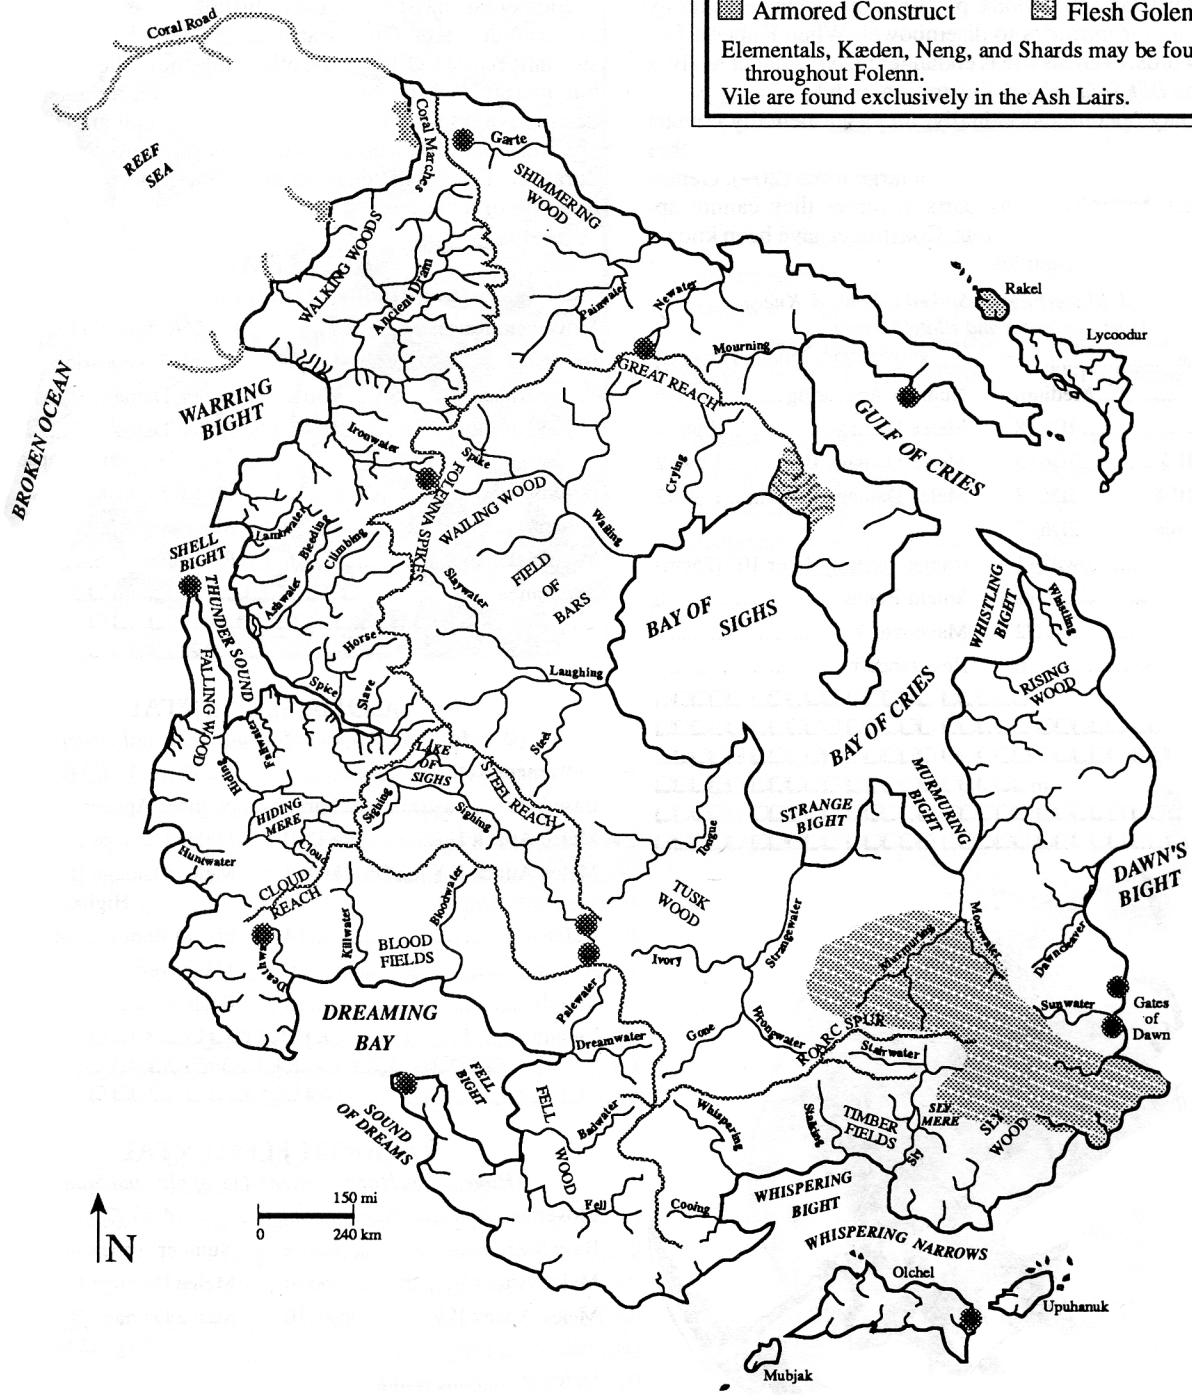 Armored Construct
Flesh Golem
Elementals, Kæden, Neng, and Shards may be fou
throughout Folenn.
Vile are found exclusively in the Ash Lairs.
Coral Road
Coral Marches
Garte
REEF
SEA
SHIMMERING
WOOD
WALKING WOODS
Ancient Dram
Painwater
Newater
Rakel
Lycoodur
Mourning
GREAT REACH
BROKEN OCEAN
WARRING
BIGHT
GULF OF CRIES
Ironwater
Spike
FOLENNA SPIKES
WAILING WOOD
Crying
Wailing
Lambwater
Bleeding
Climbing
SHELL
BIGHT
THUNDER SOUND
Ashwater
Slaywater
FIELD
OF
BARS
BAY OF
SIGHS
WHISTLING
BIGHT
Whistling
FALLING WOOD
Horse
Laughing
RISING
WOOD
Spice
Slave
BAY OF CRIES
Fellwater
Steel
LAKE
OF
SIGHS
STEEL REACH
Hiding
HIDING
MERE
Sighing
Sighing
STRANGE
BIGHT
MURMURING
BIGHT
Tongue
Huntwater
Cloud
CLOUD
REACH
DAWN'S
BIGHT
TUSK
WOOD
Bloodwater
Killwater
BLOOD
FIELDS
Strangewater
Moorwater
Murmuring
Dawncleaver
Ivory
DREAMING
BAY
Palewater
Sunwater
Gates
of
Dawn
Wrongwater
ROARC SPUR
Dreamwater
Gone
Stairwater
FELL
BIGHT
FELL
WOOD
Badwater
Whispering
Stalking
TIMBER
FIELDS
SLY
MERE
SLY
WOOD
Sly
SOUND
OF DREAMS
150 mi
0
240 km
N
Fell
Cooing
WHISPERING
BIGHT
WHISPERING NARROWS
Olchel
Upuhanuk
Mubjak